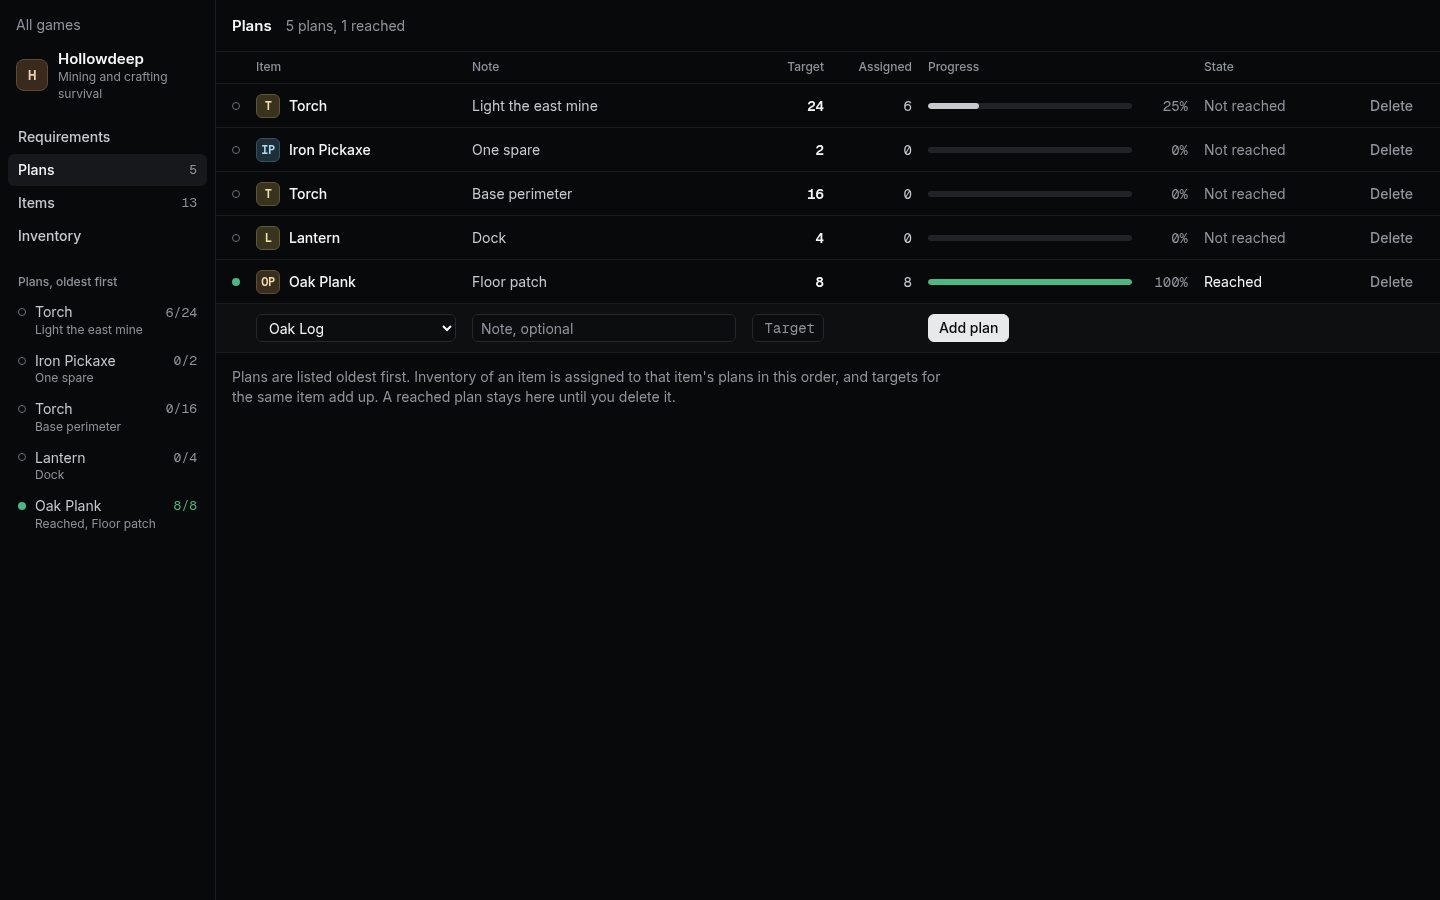 All games
H
Hollowdeep
Mining and crafting
survival
Requirements
Plans 5
Items 13
Inventory
Plans, oldest first
Torch 6/24
Light the east mine
Iron Pickaxe 0/2
One spare
Torch 0/16
Base perimeter
Lantern 0/4
Dock
Oak Plank 8/8
Reached, Floor patch
Plans 5 plans, 1 reached
Item Note Target Assigned Progress State
T Torch Light the east mine 24 6 25% Not reached Delete
IP Iron Pickaxe One spare 2 0 0% Not reached Delete
T Torch Base perimeter 16 0 0% Not reached Delete
L Lantern Dock 4 0 0% Not reached Delete
OP Oak Plank Floor patch 8 8 100% Reached Delete
Oak Log Note, optional Target Add plan
Plans are listed oldest first. Inventory of an item is assigned to that item's plans in this order, and targets for
the same item add up. A reached plan stays here until you delete it.